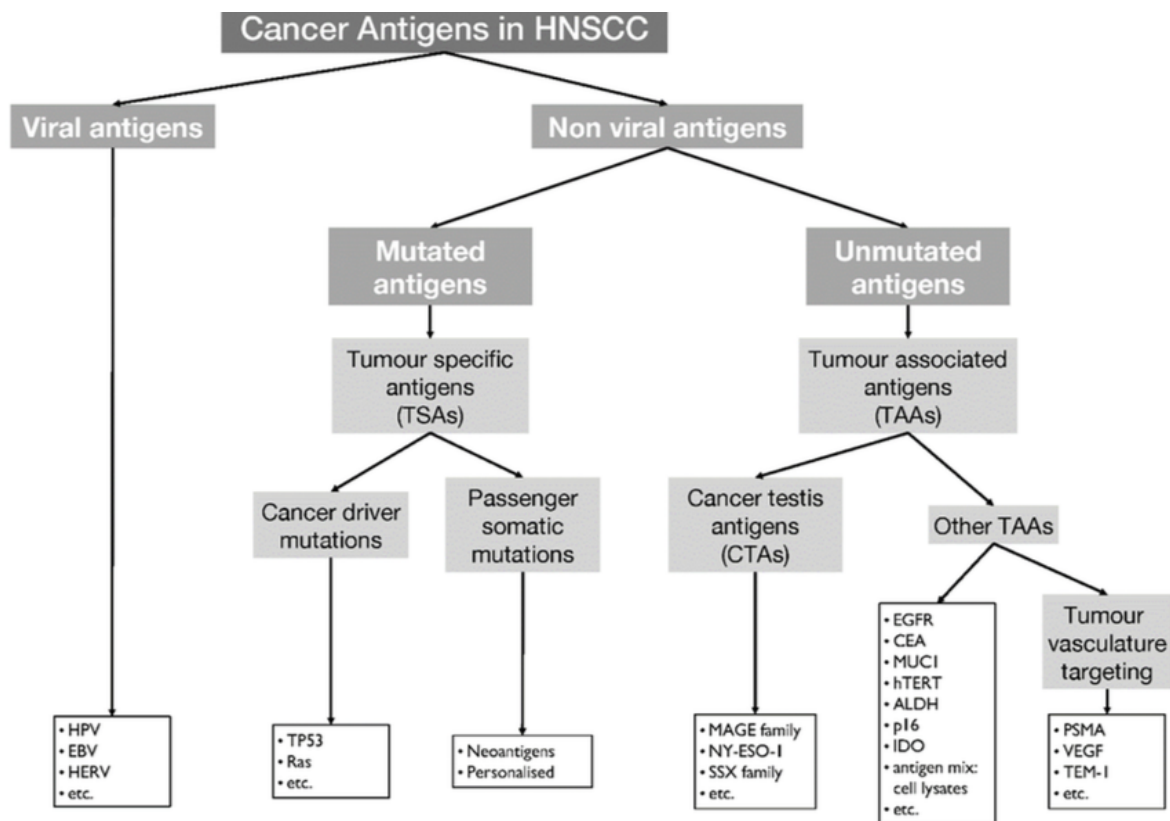 Cancer Antigens in HNSCC
Viral antigens
Non viral antigens
Mutated
antigens
Unmutated
antigens
Tumour specific
antigens
(TSAs)
Tumour associated
antigens
(TAAs)
Cancer driver
mutations
Passenger
somatic
mutations
Cancer testis
antigens
(CTAs)
Other TAAs
Tumour
vasculature
targeting
• HPV
• EBV
• HERV
• etc.
• TP53
• Ras
• etc.
• Neoantigens
• Personalised
• MAGE family
• NY-ESO-1
• SSX family
• etc.
• EGFR
• CEA
• MUC1
• hTERT
• ALDH
• p16
• IDO
• antigen mix:
cell lysates
• etc.
• PSMA
• VEGF
• TEM-1
• etc.